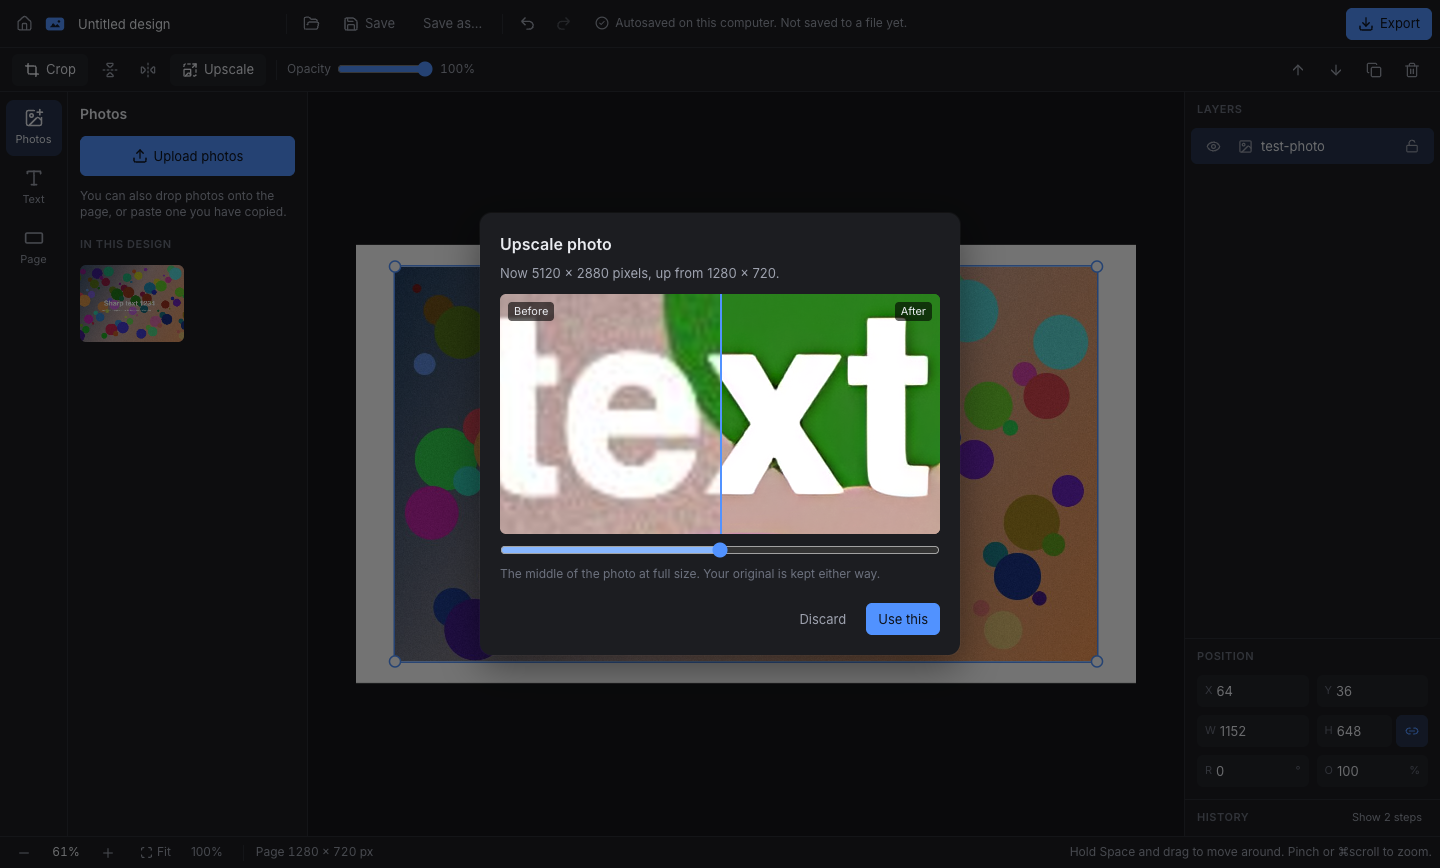 Untitled design
Save
Save as...
Autosaved on this computer. Not saved to a file yet.
Export
Crop
Upscale
Opacity
100%
Photos
Text
Page
Photos
Upload photos
You can also drop photos onto the
page, or paste one you have copied.
IN THIS DESIGN
Sharp text 1231
Upscale photo
Now 5120 × 2880 pixels, up from 1280 × 720.
Before
After
text
The middle of the photo at full size. Your original is kept either way.
Discard
Use this
LAYERS
test-photo
POSITION
X 64
Y 36
W 1152
H 648
R 0 °
O 100 %
HISTORY
Show 2 steps
61%
Fit
100%
Page 1280 × 720 px
Hold Space and drag to move around. Pinch or ⌘scroll to zoom.